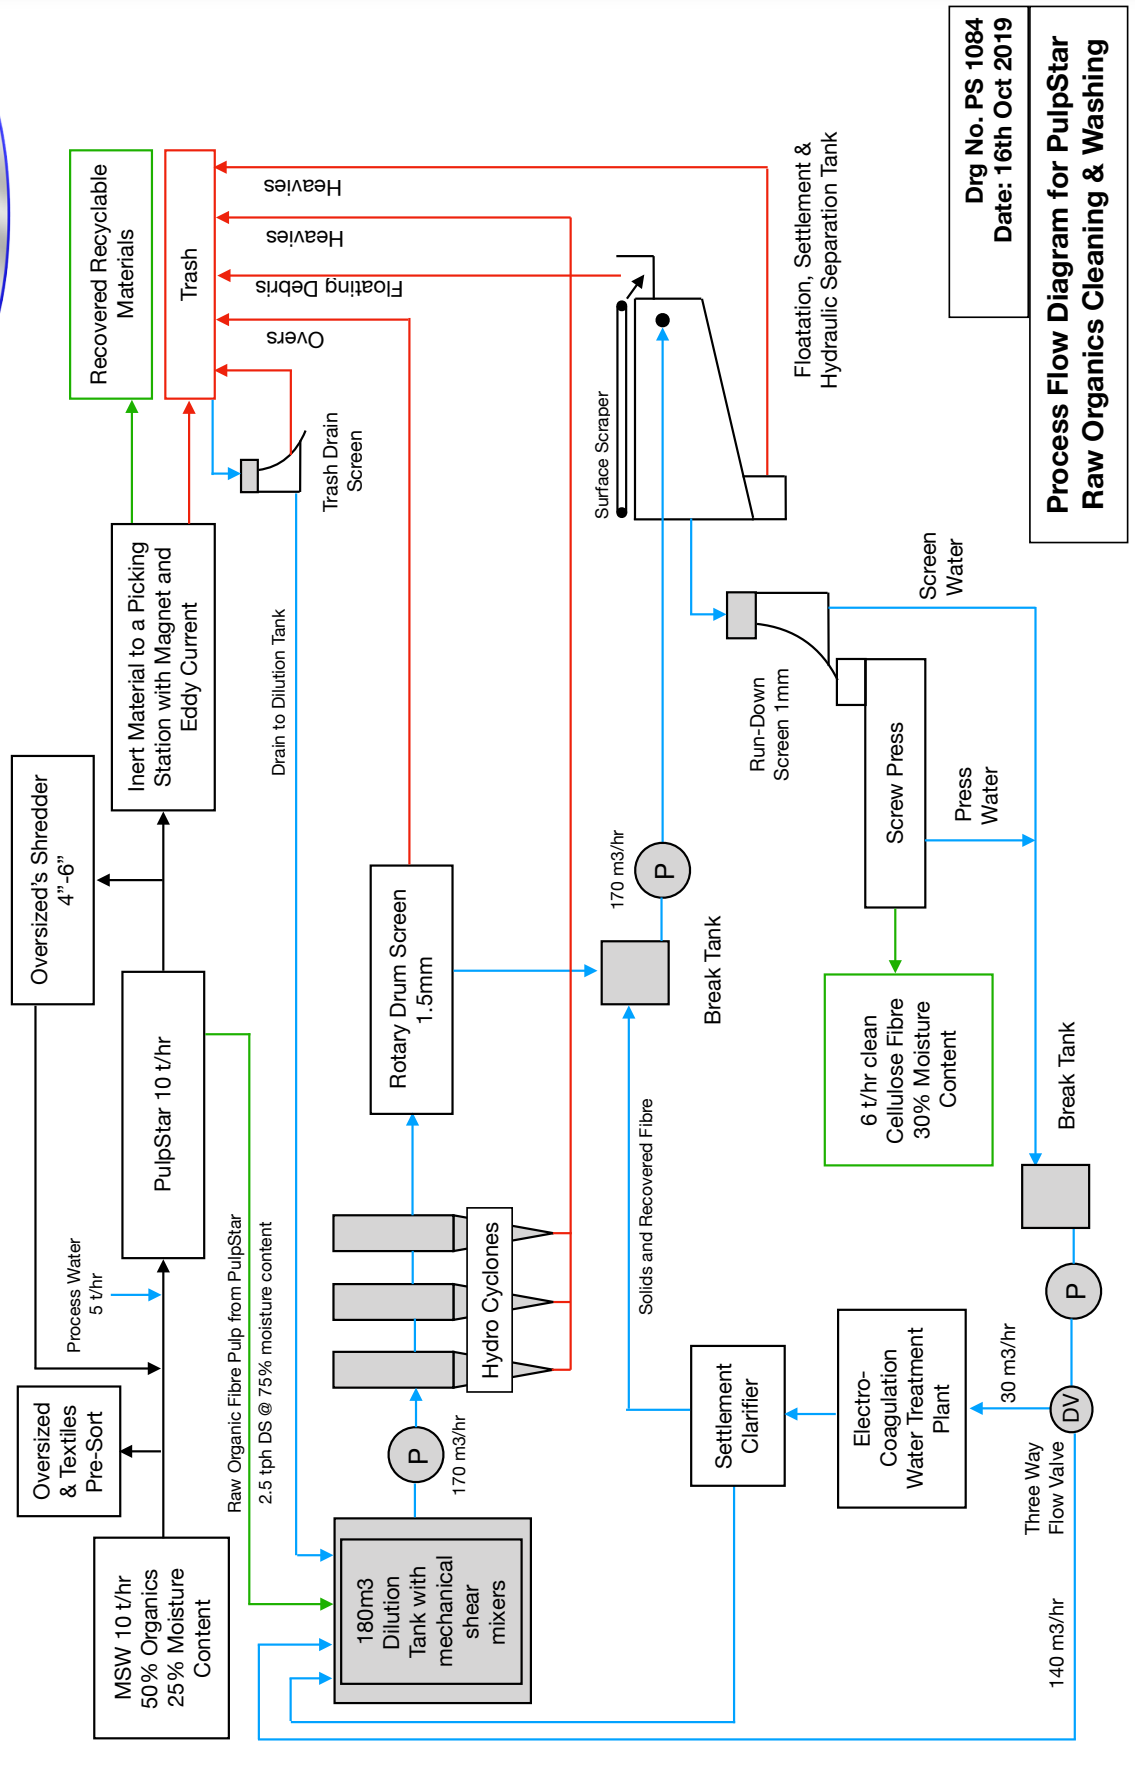 MSW 10 t/hr
50% Organics
25% Moisture
Content
Oversized
& Textiles
Pre-Sort
Process Water
5 t/hr
PulpStar 10 t/hr
Oversized's Shredder
4”-6”
Inert Material to a Picking
Station with Magnet and
Eddy Current
Recovered Recyclable
Materials
Trash
Raw Organic Fibre Pulp from PulpStar
2.5 tph DS @ 75% moisture content
Drain to Dilution Tank
Trash Drain
Screen
Overs
Floating Debris
Heavies
Heavies
180m3
Dilution
Tank with
mechanical
shear
mixers
P
170 m3/hr
Hydro Cyclones
Rotary Drum Screen
1.5mm
Solids and Recovered Fibre
Break Tank
170 m3/hr
P
Surface Scraper
Floatation, Settlement &
Hydraulic Separation Tank
Settlement
Clarifier
Electro-
Coagulation
Water Treatment
Plant
Run-Down
Screen 1mm
Screw Press
Screen
Water
Press
Water
6 t/hr clean
Cellulose Fibre
30% Moisture
Content
Break Tank
P
DV
30 m3/hr
Three Way
Flow Valve
140 m3/hr
Drg No. PS 1084
Date: 16th Oct 2019
Process Flow Diagram for PulpStar
Raw Organics Cleaning & Washing